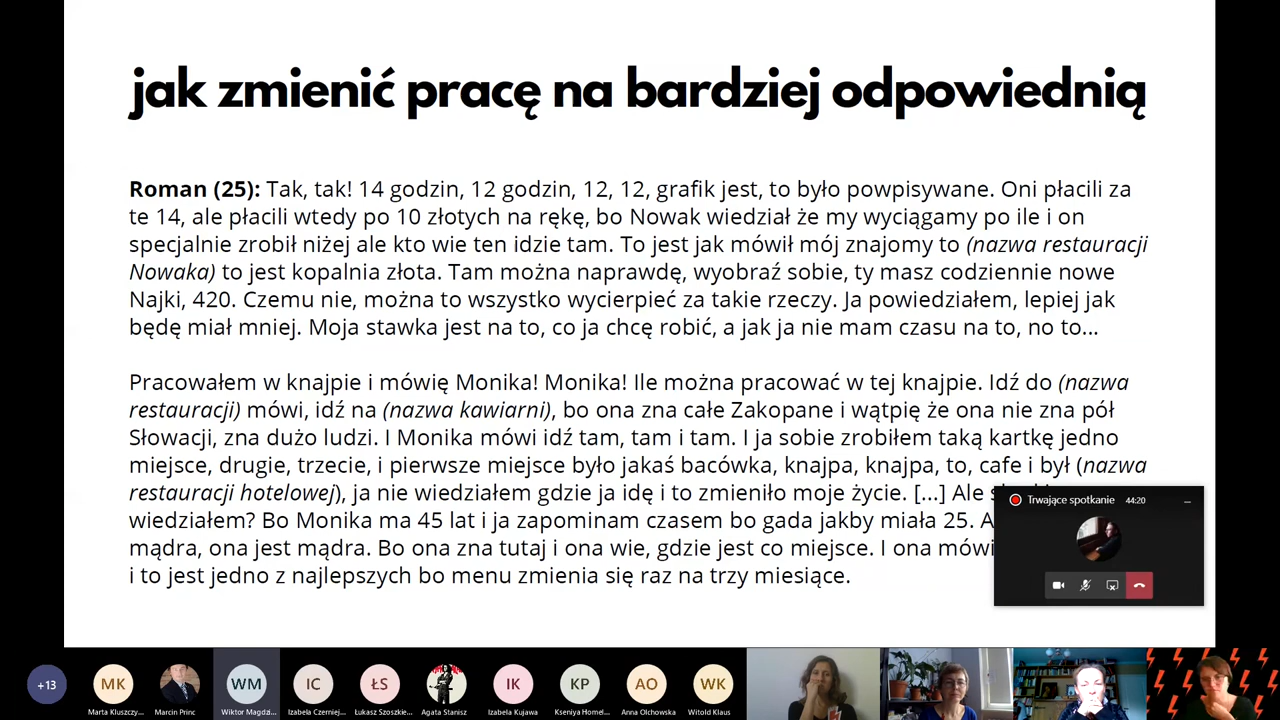 jak zmienić pracę na bardziej odpowiednią
Roman (25): Tak, tak! 14 godzin, 12 godzin, 12, 12, grafik jest, to było powpisywane. Oni płacili za
te 14, ale płacili wtedy po 10 złotych na rękę, bo Nowak wiedział że my wyciągamy po ile i on
specjalnie zrobił niżej ale kto wie ten idzie tam. To jest jak mówił mój znajomy to (nazwa restauracji
Nowaka) to jest kopalnia złota. Tam można naprawdę, wyobraź sobie, ty masz codziennie nowe
Najki, 420. Czemu nie, można to wszystko wycierpieć za takie rzeczy. Ja powiedziałem, lepiej jak
będę miał mniej. Moja stawka jest na to, co ja chcę robić, a jak ja nie mam czasu na to, no to...
Pracowałem w knajpie i mówię Monika! Monika! Ile można pracować w tej knajpie. Idź do (nazwa
restauracji) mówi, idź na (nazwa kawiarni), bo ona zna całe Zakopane i wątpię że ona nie zna pół
Słowacji, zna dużo ludzi. I Monika mówi idź tam, tam i tam. I ja sobie zrobiłem taką kartkę jedno
miejsce, drugie, trzecie, i pierwsze miejsce było jakaś bacówka, knajpa, knajpa, to, cafe i był (nazwa
restauracji hotelowej), ja nie wiedziałem gdzie ja idę i to zmieniło moje życie. [...] Ale
wiedziałem? Bo Monika ma 45 lat i ja zapominam czasem bo gada jakby miała 25.
mądra, ona jest mądra. Bo ona zna tutaj i ona wie, gdzie jest co miejsce. I ona mówi
i to jest jedno z najlepszych bo menu zmienia się raz na trzy miesiące.
Trwające spotkanie 44:20
+13 MK WM IC ŁS IK KP AO WK
Marta Kluszczy... Marcin Princ Wiktor Magdzi... Izabela Czerniej... Łukasz Szoszkie... Agata Stanisz Izabela Kujawa Kseniya Homel... Anna Olchowska Witold Klaus